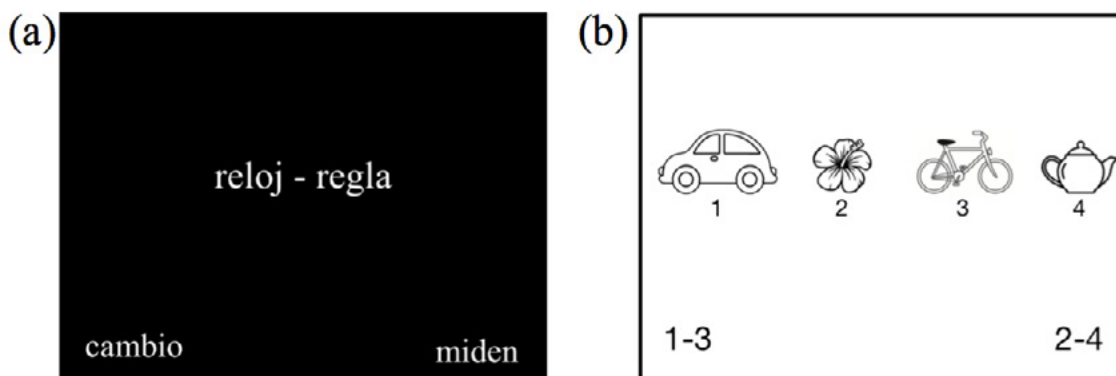 (a)
reloj - regla
cambio miden
(b)
1 2 3 4
1-3 2-4